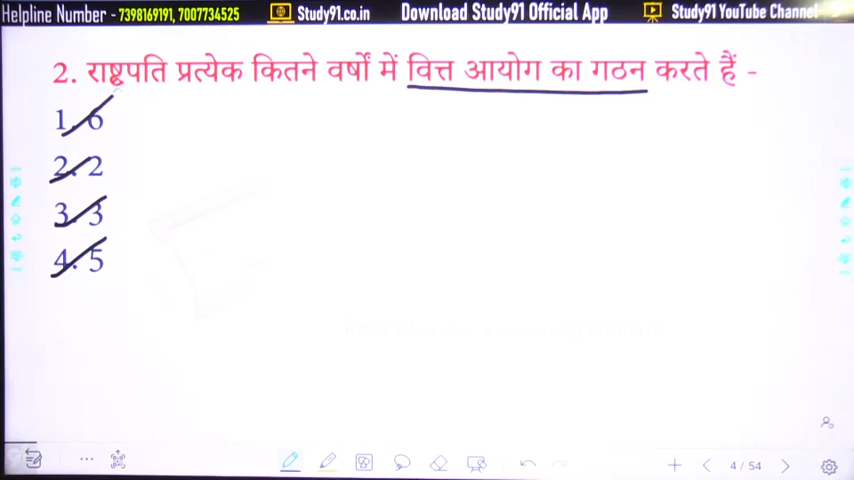 Helpline Number - 7398169191, 7007734525 Study91.co.in Download Study91 Official App Study91 YouTube Channel
2. राष्ट्रपति प्रत्येक कितने वर्षों में वित्त आयोग का गठन करते हैं -
1. 6
2. 2
3. 3
4. 5
4 / 54